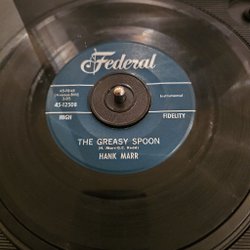 Federal
Instrumental
45-12508
HIGH
FIDELITY
THE GREASY SPOON
HANK MARR